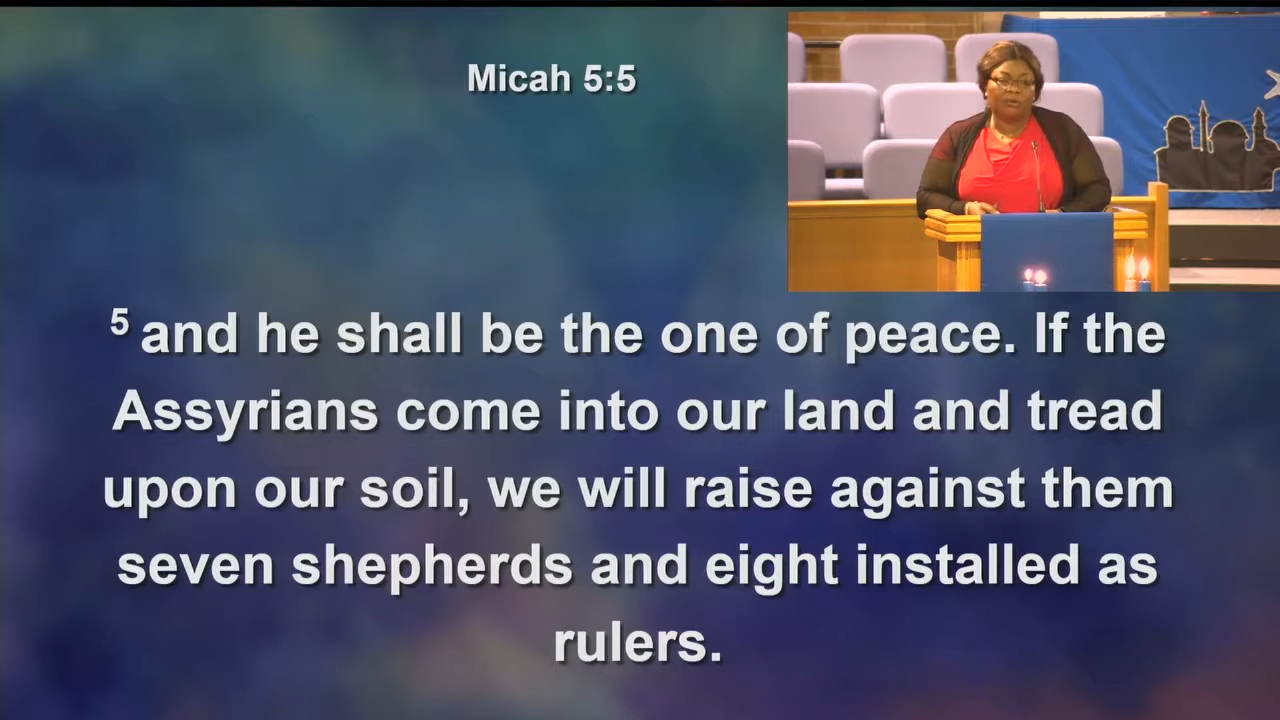 Micah 5:5
5 and he shall be the one of peace. If the
Assyrians come into our land and tread
upon our soil, we will raise against them
seven shepherds and eight installed as
rulers.